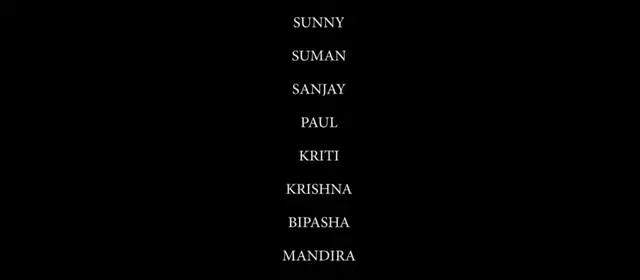 SUNNY
SUMAN
SANJAY
PAUL
KRITI
KRISHNA
BIPASHA
MANDIRA